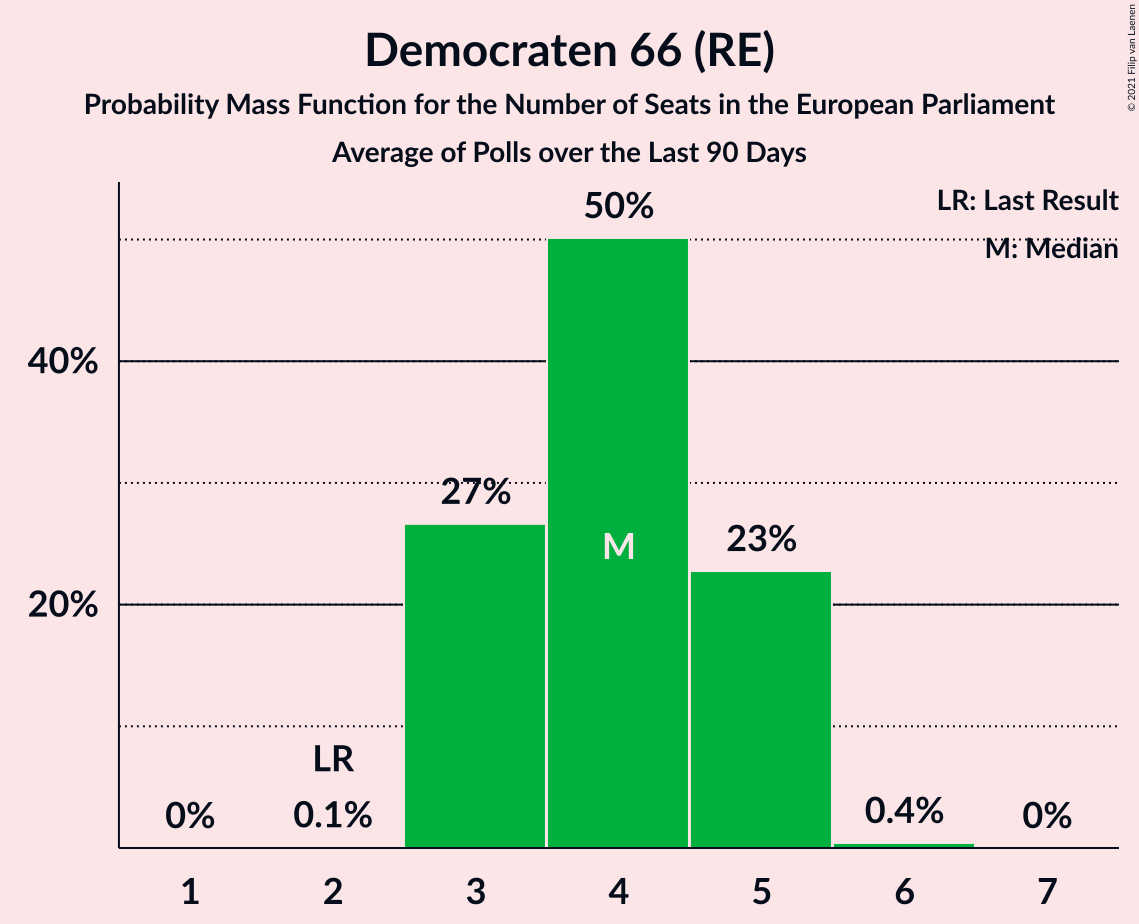 Democraten 66 (RE)
Probability Mass Function for the Number of Seats in the European Parliament
Average of Polls over the Last 90 Days
© 2021 Filip van Laenen
LR: Last Result
M: Median
50%
40%
27%
M
23%
20%
LR
0%
0.1%
0.4%
0%
1
2
3
4
5
6
7